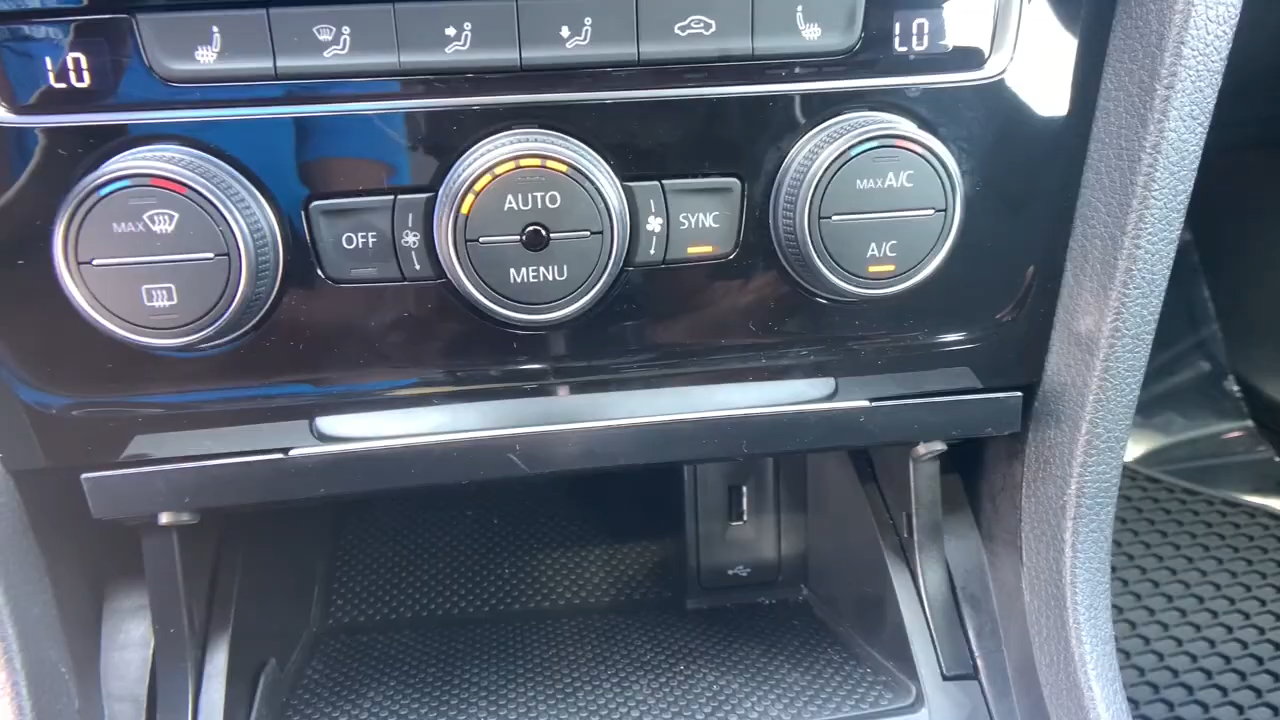 LO
LO
MAX
OFF
AUTO
MENU
SYNC
MAX A/C
A/C